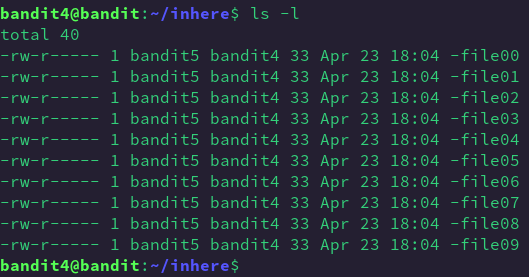 bandit4@bandit:~/inhere$ ls -l
total 40
-rw-r----- 1 bandit5 bandit4 33 Apr 23 18:04 -file00
-rw-r----- 1 bandit5 bandit4 33 Apr 23 18:04 -file01
-rw-r----- 1 bandit5 bandit4 33 Apr 23 18:04 -file02
-rw-r----- 1 bandit5 bandit4 33 Apr 23 18:04 -file03
-rw-r----- 1 bandit5 bandit4 33 Apr 23 18:04 -file04
-rw-r----- 1 bandit5 bandit4 33 Apr 23 18:04 -file05
-rw-r----- 1 bandit5 bandit4 33 Apr 23 18:04 -file06
-rw-r----- 1 bandit5 bandit4 33 Apr 23 18:04 -file07
-rw-r----- 1 bandit5 bandit4 33 Apr 23 18:04 -file08
-rw-r----- 1 bandit5 bandit4 33 Apr 23 18:04 -file09
bandit4@bandit:~/inhere$